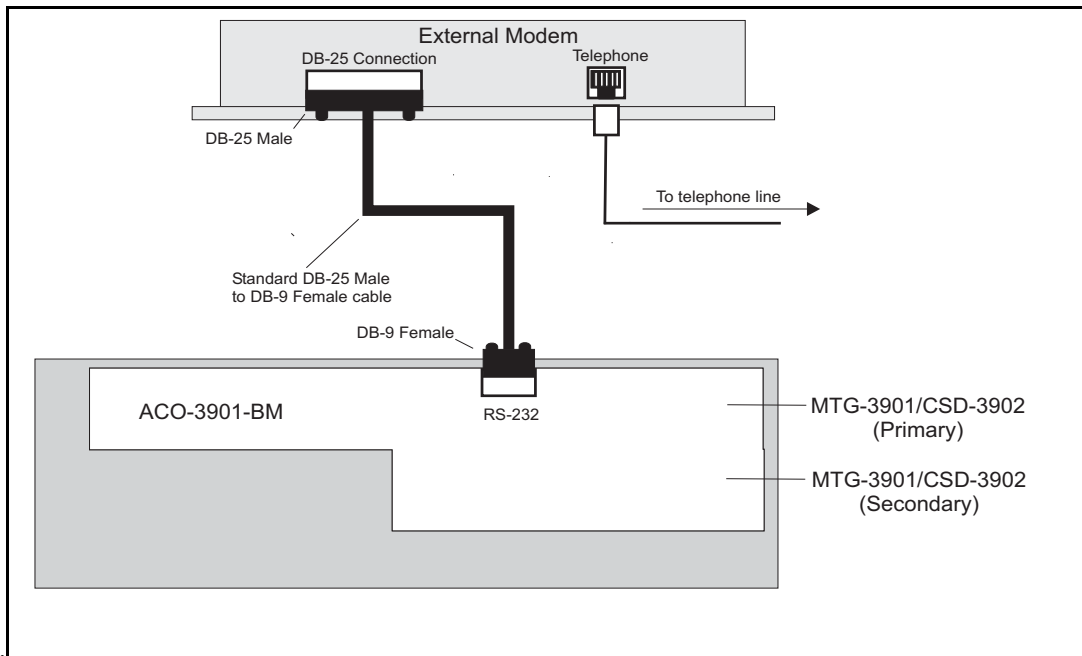 External Modem
DB-25 Connection
Telephone
DB-25 Male
To telephone line
Standard DB-25 Male
to DB-9 Female cable
DB-9 Female
ACO-3901-BM
RS-232
MTG-3901/CSD-3902
(Primary)
MTG-3901/CSD-3902
(Secondary)